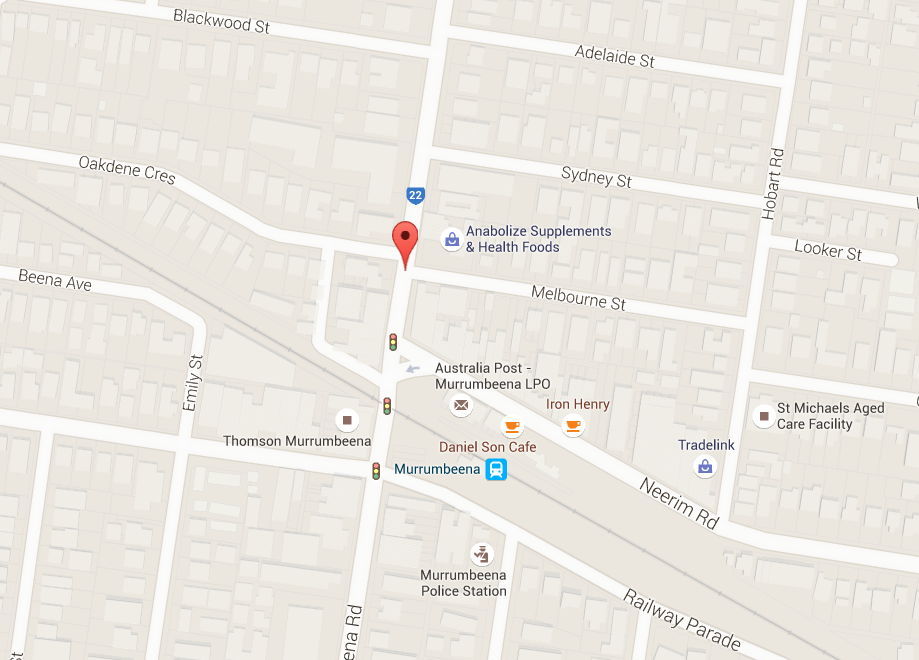 Blackwood St
Adelaide St
Oakdene Cres
Sydney St
Hobart Rd
22
Anabolize Supplements
& Health Foods
Looker St
Beena Ave
Melbourne St
Emily St
Australia Post -
Murrumbeena LPO
Iron Henry
St Michaels Aged
Care Facility
Thomson Murrumbeena
Daniel Son Cafe
Tradelink
Murrumbeena
Neerim Rd
Murrumbeena
Police Station
ena Rd
Railway Parade
st